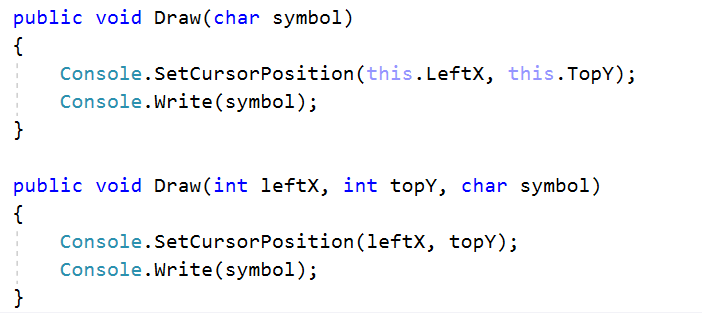 public void Draw(char symbol)
{
    Console.SetCursorPosition(this.LeftX, this.TopY);
    Console.Write(symbol);
}

public void Draw(int leftX, int topY, char symbol)
{
    Console.SetCursorPosition(leftX, topY);
    Console.Write(symbol);
}